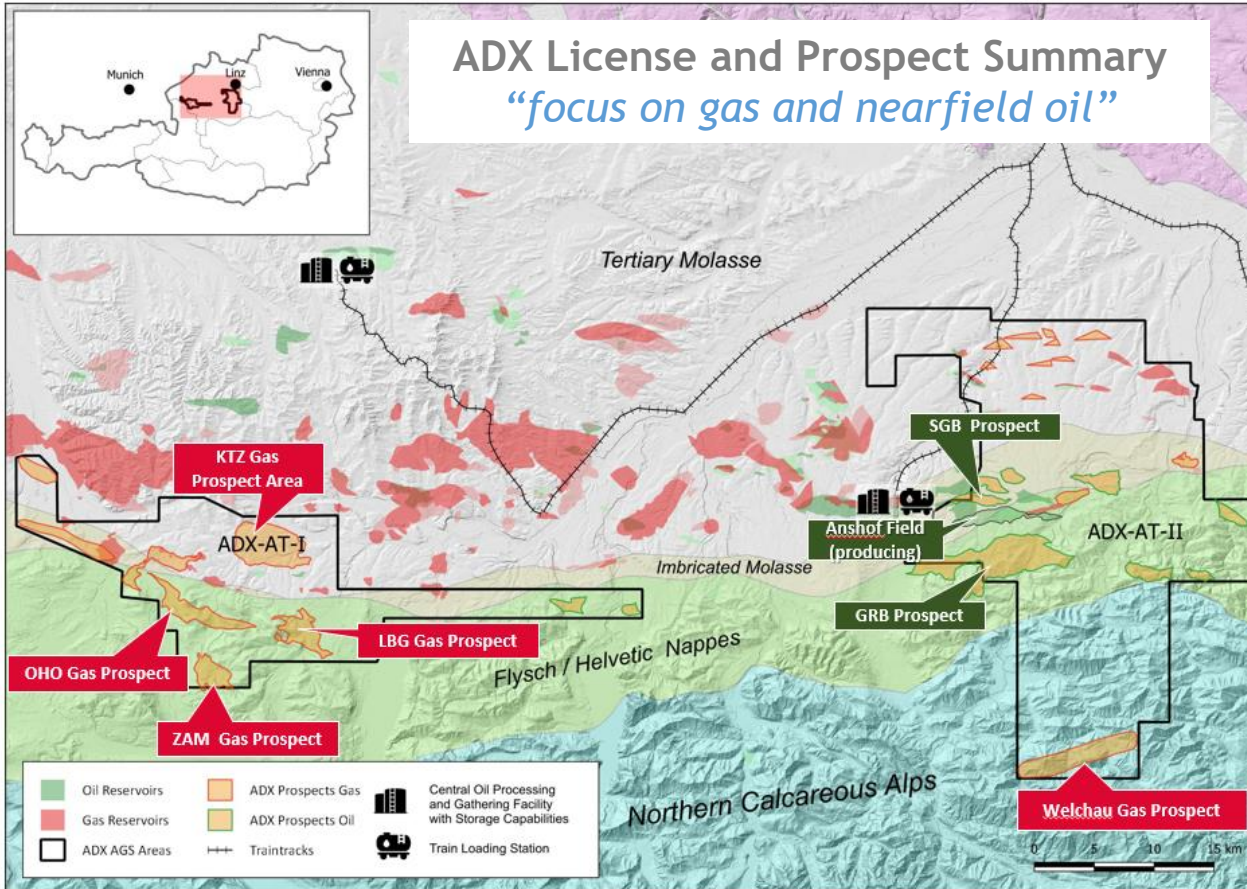 ADX License and Prospect Summary
“focus on gas and nearfield oil”
Munich
Linz
Vienna
Tertiary Molasse
SGB Prospect
KTZ Gas
Prospect Area
ADX-AT-I
Anshof Field
(producing)
ADX-AT-II
Imbricated Molasse
GRB Prospect
LBG Gas Prospect
OHO Gas Prospect
Flysch / Helvetic Nappes
ZAM Gas Prospect
Northern Calcareous Alps
Welchau Gas Prospect
Oil Reservoirs
Gas Reservoirs
ADX AGS Areas
ADX Prospects Gas
ADX Prospects Oil
Traintracks
Central Oil Processing
and Gathering Facility
with Storage Capabilities
Train Loading Station
0 5 10 15 km